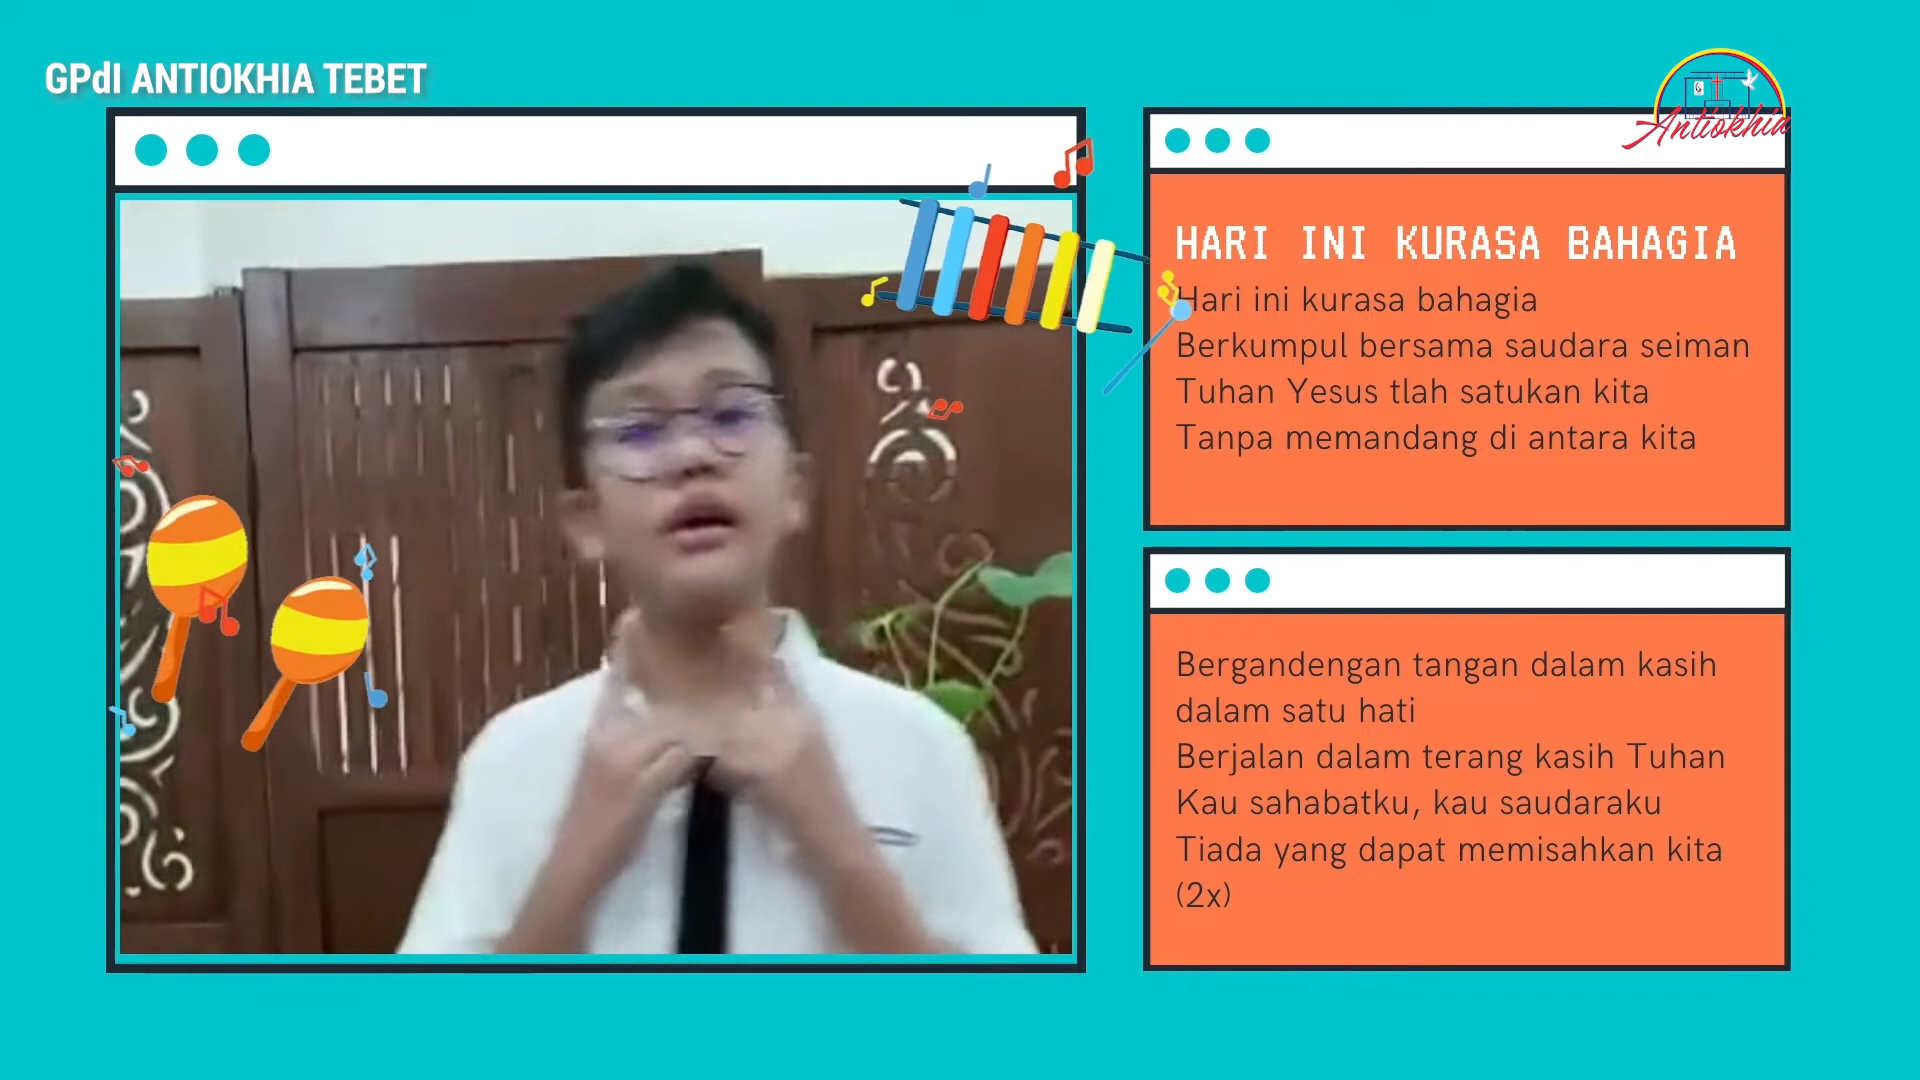 GPdI ANTIOKHIA TEBET
Antiokhia
HARI INI KURASA BAHAGIA
Hari ini kurasa bahagia
Berkumpul bersama saudara seiman
Tuhan Yesus tlah satukan kita
Tanpa memandang di antara kita
Bergandengan tangan dalam kasih
dalam satu hati
Berjalan dalam terang kasih Tuhan
Kau sahabatku, kau saudaraku
Tiada yang dapat memisahkan kita
(2x)